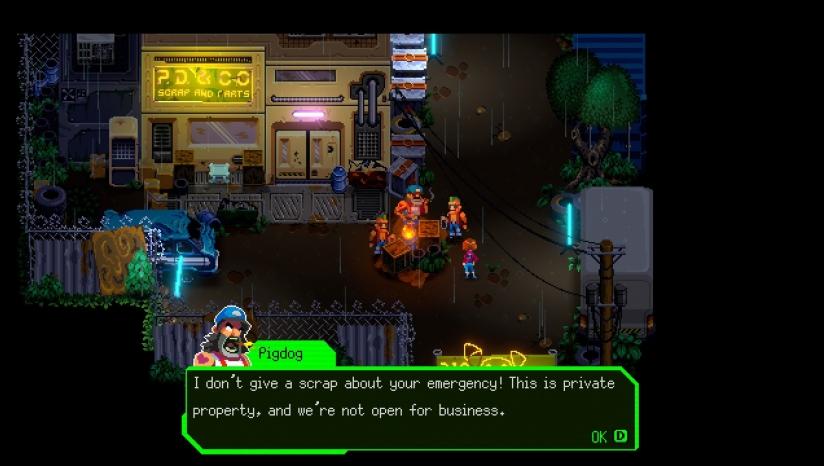 P.D. & CO
SCRAP AND PARTS
Pigdog
I don't give a scrap about your emergency! This is private
property, and we're not open for business.
OK D